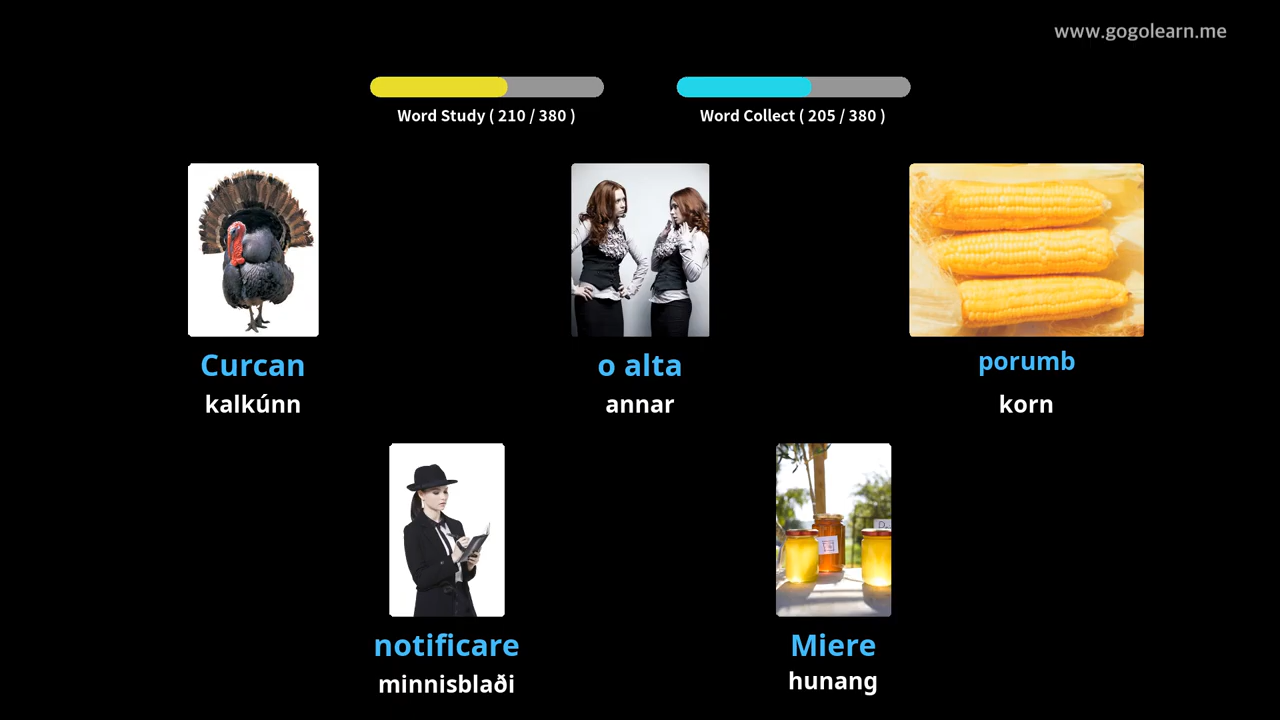 www.gogolearn.me
Word Study ( 210 / 380 )
Word Collect ( 205 / 380 )
Curcan
o alta
porumb
kalkúnn
annar
korn
notificare
Miere
minnisblaði
hunang